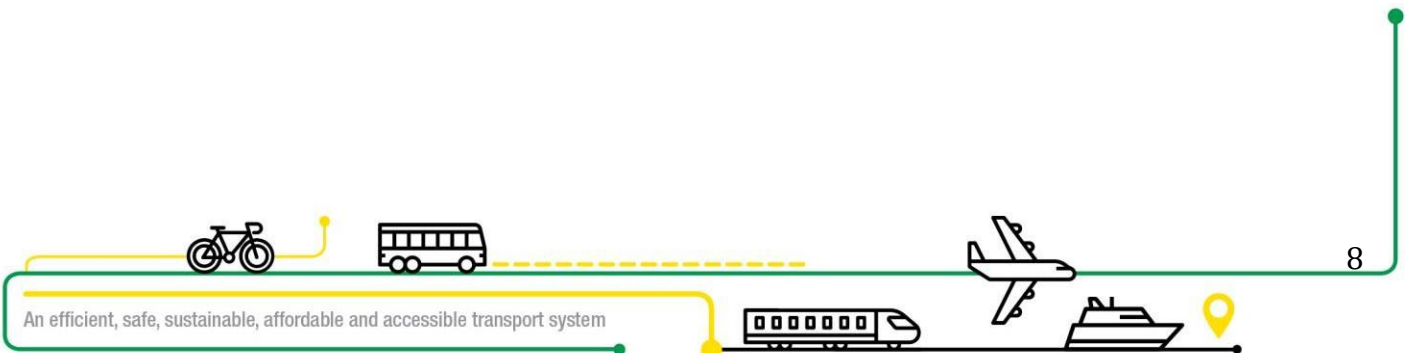 8
An efficient, safe, sustainable, affordable and accessible transport system